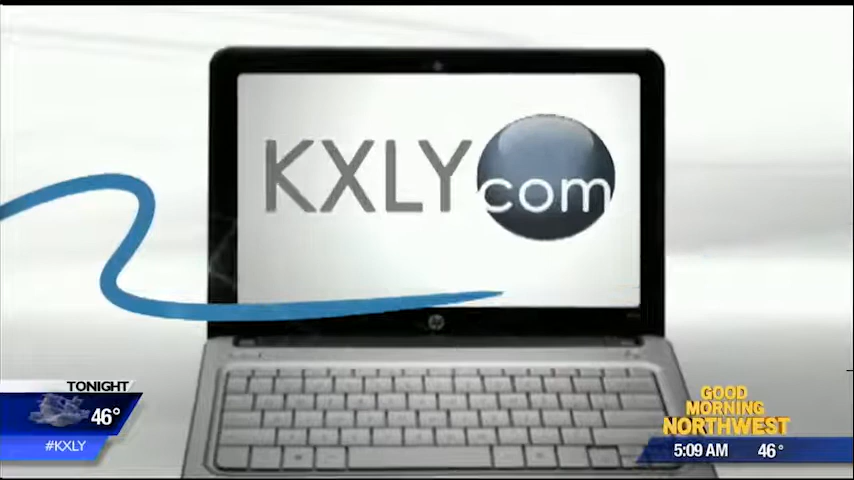 KXLY
com
TONIGHT
46°
#KXLY
GOOD
MORNING
NORTHWEST
5:09 AM 46°